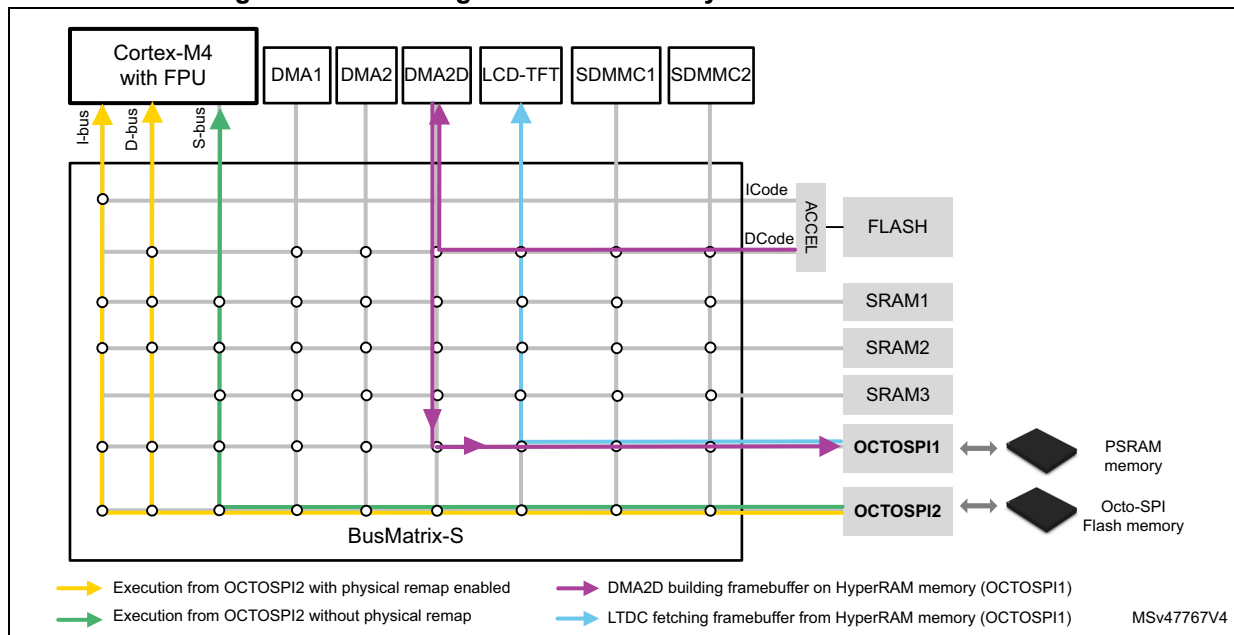 Cortex-M4
with FPU
DMA1
DMA2
DMA2D
LCD-TFT
SDMMC1
SDMMC2
I-bus
D-bus
S-bus
ICode
DCode
ACCEL
FLASH
SRAM1
SRAM2
SRAM3
OCTOSPI1
PSRAM
memory
OCTOSPI2
Octo-SPI
Flash memory
BusMatrix-S
Execution from OCTOSPI2 with physical remap enabled
DMA2D building framebuffer on HyperRAM memory (OCTOSPI1)
Execution from OCTOSPI2 without physical remap
LTDC fetching framebuffer from HyperRAM memory (OCTOSPI1)
MSv47767V4